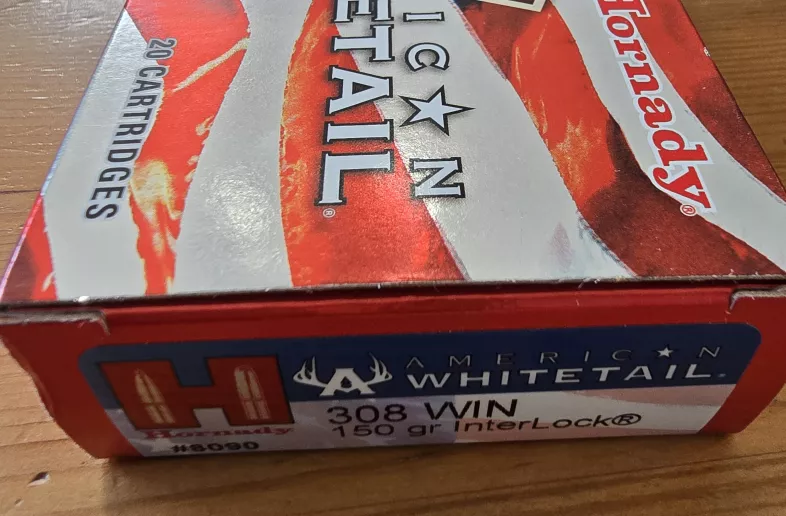 20 CARTRIDGES
IC★N
ETAIL®
Hornady®
AMERIC★N
WHITETAIL®
308 WIN
150 gr InterLock®
H
Hornady
#8090